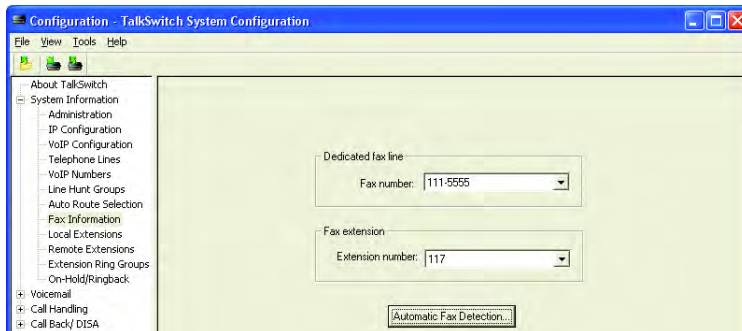 Configuration - TalkSwitch System Configuration
File View Tools Help
About TalkSwitch
System Information
Administration
IP Configuration
VoIP Configuration
Telephone Lines
VoIP Numbers
Line Hunt Groups
Auto Route Selection
Fax Information
Local Extensions
Remote Extensions
Extension Ring Groups
On-Hold/Ringback
Voicemail
Call Handling
Call Back/ DISA
Dedicated fax line
Fax number: 111-5555
Fax extension
Extension number: 117
Automatic Fax Detection...